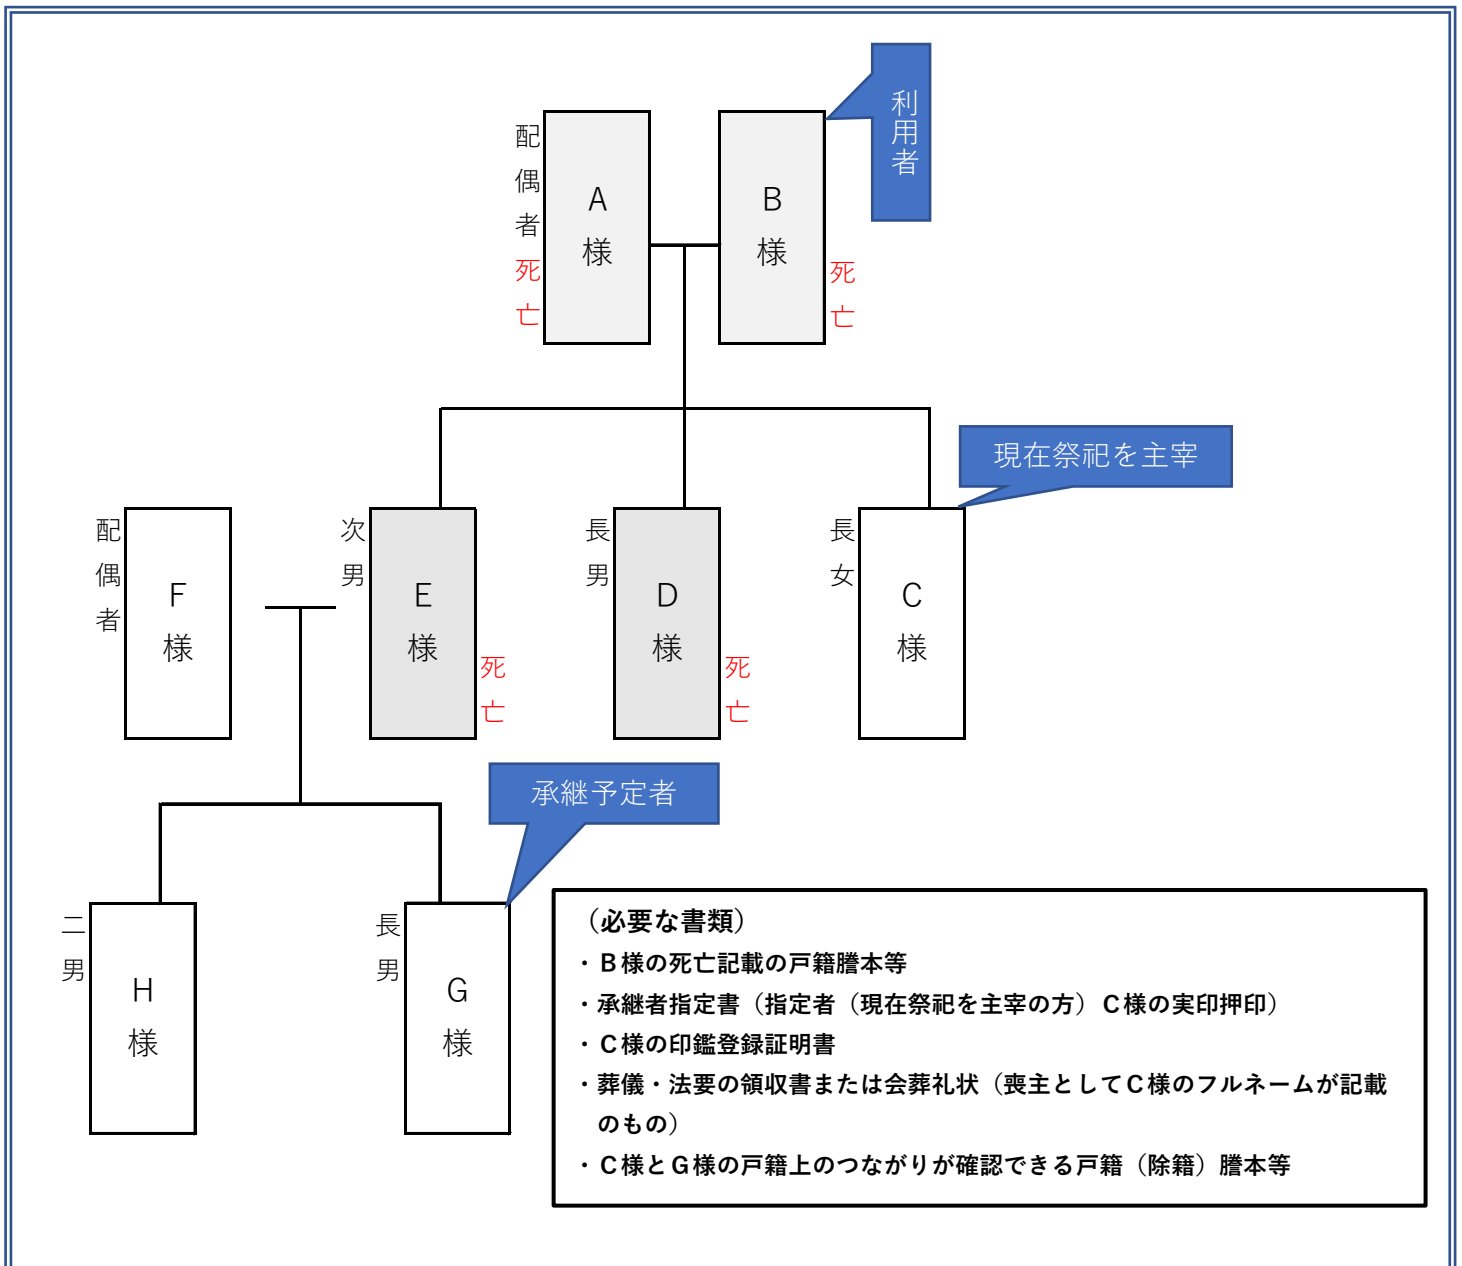 利用者
配偶者死亡
A様
B様
死亡
現在祭祀を主宰
配偶者
F様
次男
E様
死亡
長男
D様
死亡
長女
C様
承継予定者
二男
H様
長男
G様
（必要な書類）
・B様の死亡記載の戸籍謄本等
・承継者指定書（指定者（現在祭祀を主宰の方）C様の実印押印）
・C様の印鑑登録証明書
・葬儀・法要の領収書または会葬礼状（喪主としてC様のフルネームが記載
のもの）
・C様とG様の戸籍上のつながりが確認できる戸籍（除籍）謄本等